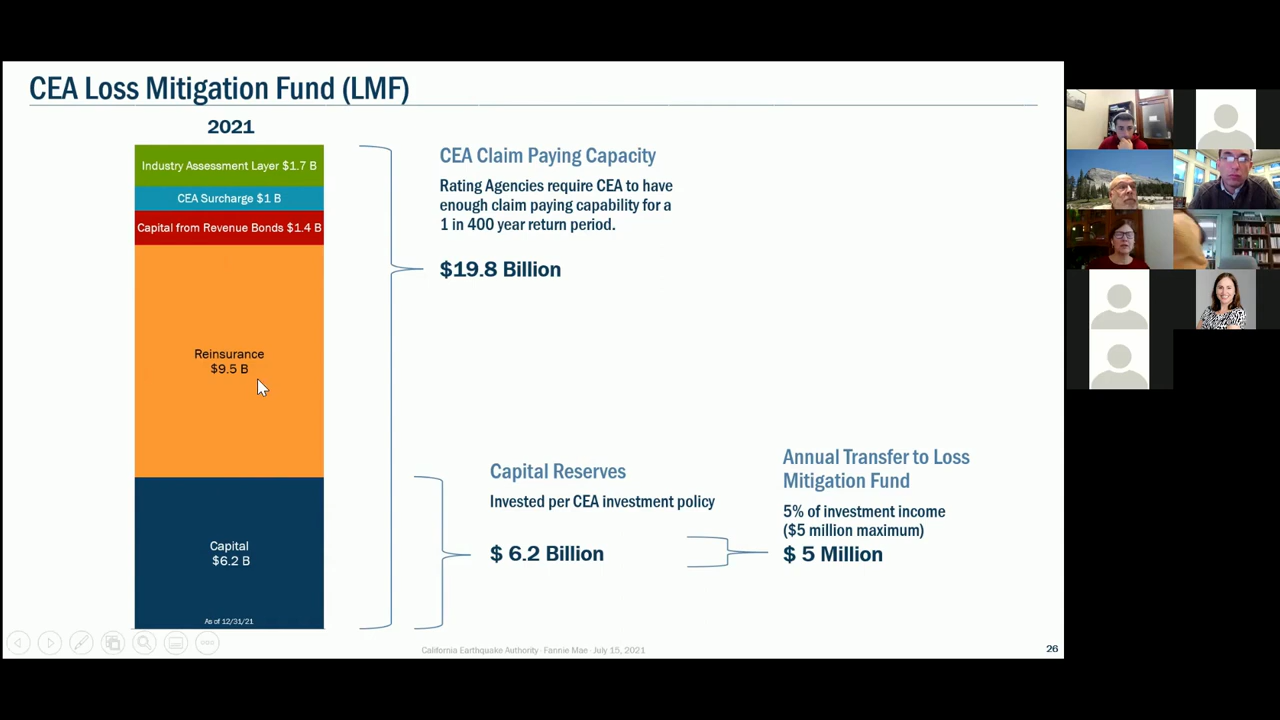 CEA Loss Mitigation Fund (LMF)
2021
Industry Assessment Layer $1.7 B
CEA Surcharge $1 B
Capital from Revenue Bonds $1.4 B
Reinsurance
$9.5 B
Capital
$6.2 B
As of 12/31/21
CEA Claim Paying Capacity
Rating Agencies require CEA to have
enough claim paying capability for a
1 in 400 year return period.
$19.8 Billion
Capital Reserves
Invested per CEA investment policy
$ 6.2 Billion
Annual Transfer to Loss
Mitigation Fund
5% of investment income
($5 million maximum)
$ 5 Million
California Earthquake Authority · Fannie Mae · July 15, 2021
26